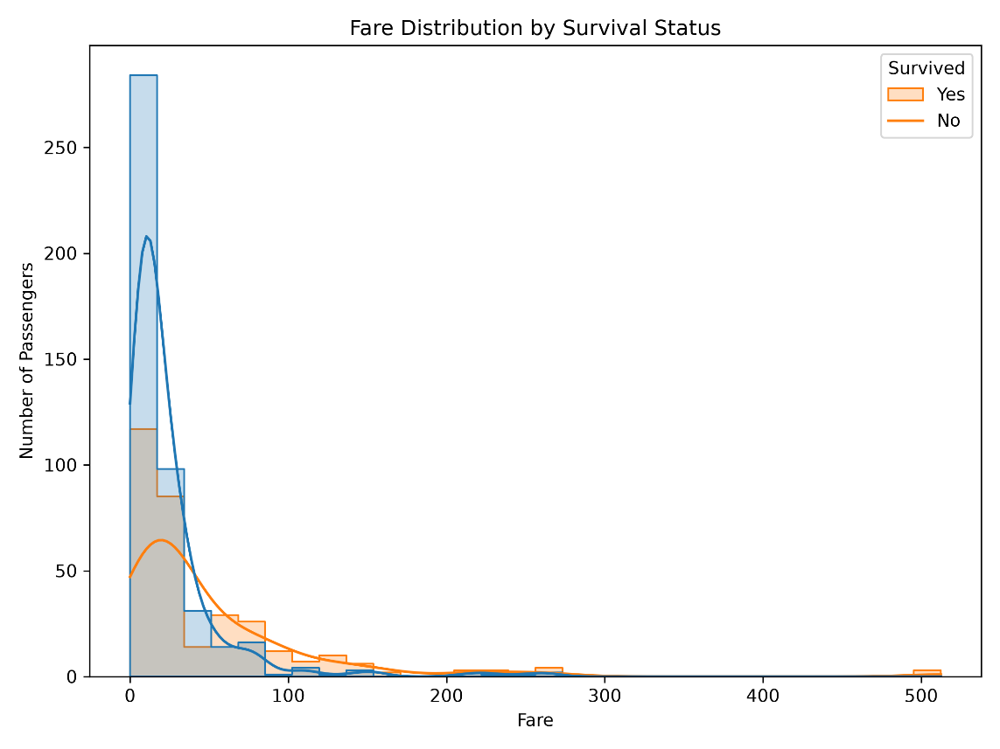 Fare Distribution by Survival Status
Survived
Yes
No
Number of Passengers
250
200
150
100
50
0
0 100 200 300 400 500
Fare